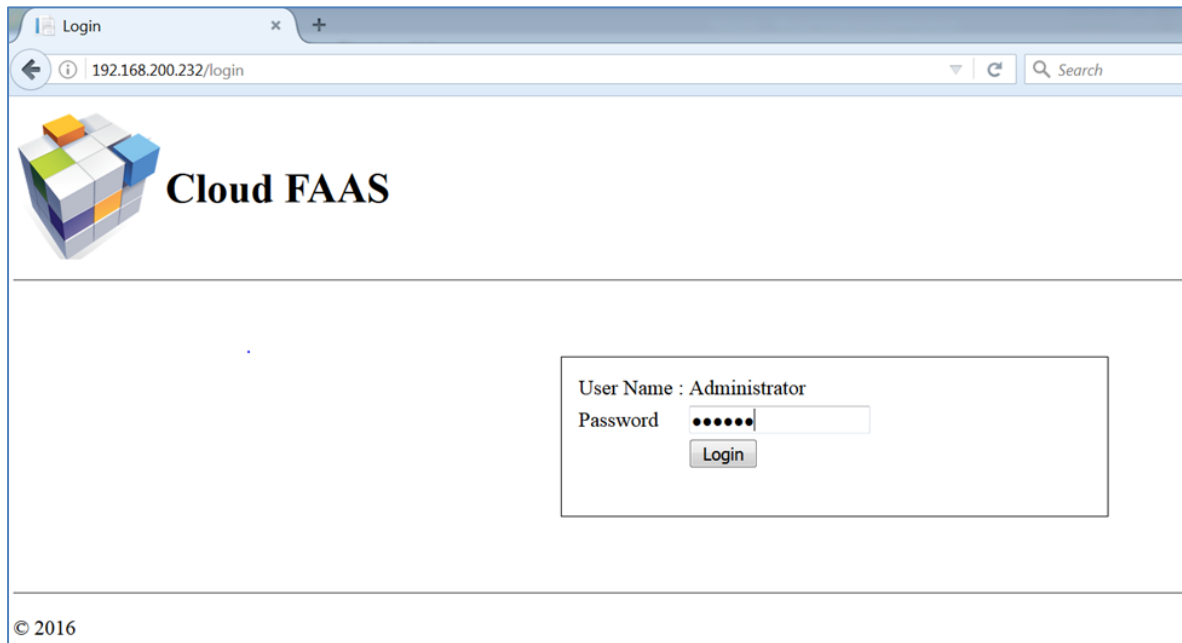 Login
192.168.200.232/login
Search
Cloud FAAS
User Name : Administrator
Password ••••••
Login
© 2016